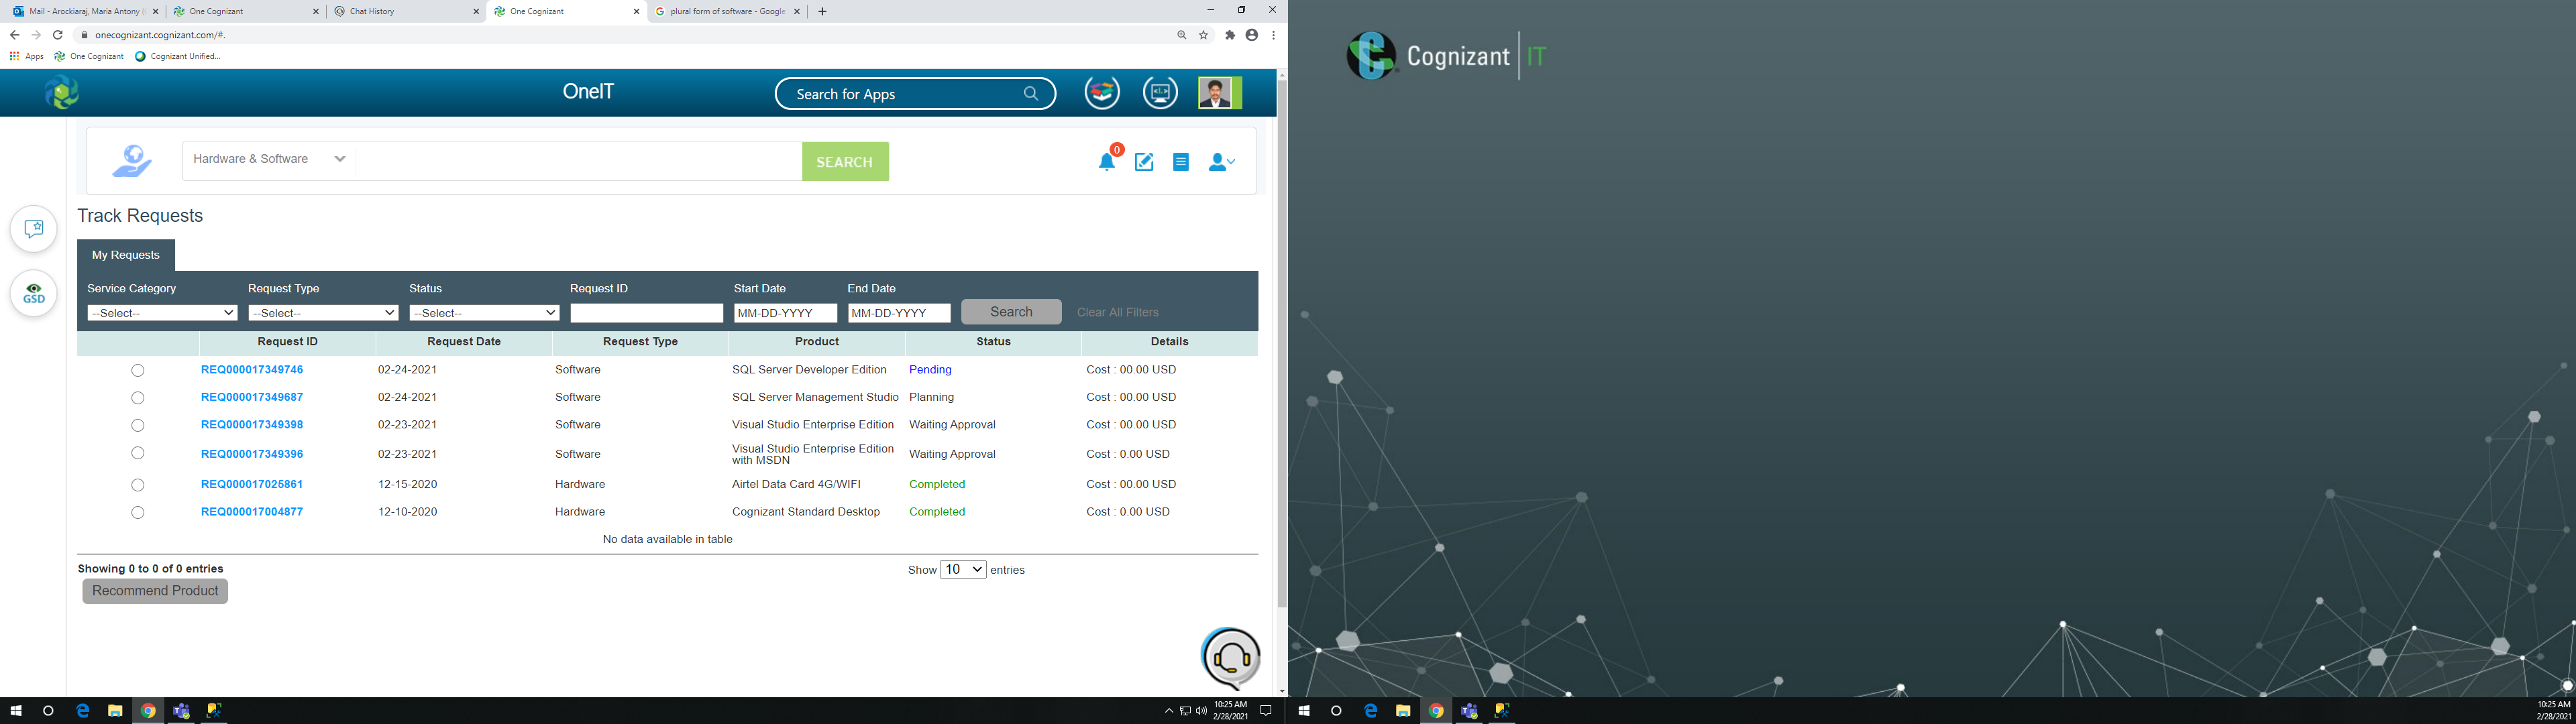 Mail - Arockiaraj, Maria Antony
One Cognizant
Chat History
One Cognizant
plural form of software - Google
onecognizant.cognizant.com/#.
Apps
One Cognizant
Cognizant Unified...
OneIT
Search for Apps
Cognizant IT
Hardware & Software
SEARCH
0
Track Requests
My Requests
GSD
Service Category
Request Type
Status
Request ID
Start Date
End Date
--Select--
--Select--
--Select--
MM-DD-YYYY
MM-DD-YYYY
Search
Clear All Filters
Request ID Request Date Request Type Product Status Details
REQ000017349746 02-24-2021 Software SQL Server Developer Edition Pending Cost : 00.00 USD
REQ000017349687 02-24-2021 Software SQL Server Management Studio Planning Cost : 00.00 USD
REQ000017349398 02-23-2021 Software Visual Studio Enterprise Edition Waiting Approval Cost : 00.00 USD
REQ000017349396 02-23-2021 Software Visual Studio Enterprise Edition with MSDN Waiting Approval Cost : 0.00 USD
REQ000017025861 12-15-2020 Hardware Airtel Data Card 4G/WIFI Completed Cost : 00.00 USD
REQ000017004877 12-10-2020 Hardware Cognizant Standard Desktop Completed Cost : 0.00 USD
No data available in table
Showing 0 to 0 of 0 entries
Show 10 entries
Recommend Product
10:25 AM
2/28/2021
10:25 AM
2/28/2021